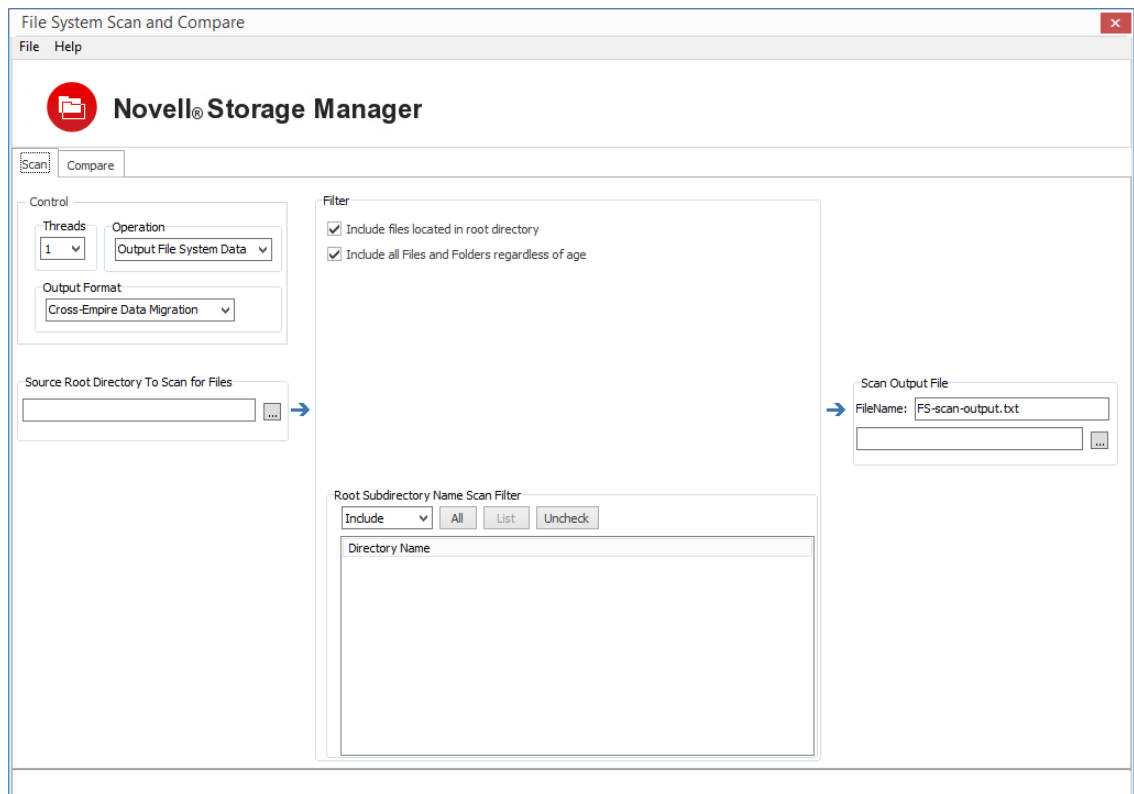 File System Scan and Compare
File Help
Novell® Storage Manager
Scan Compare
Control
Threads Operation
1 Output File System Data
Output Format
Cross-Empire Data Migration
Source Root Directory To Scan for Files
...
Filter
Include files located in root directory
Include all Files and Folders regardless of age
Root Subdirectory Name Scan Filter
Include All List Uncheck
Directory Name
Scan Output File
FileName: FS-scan-output.txt
...